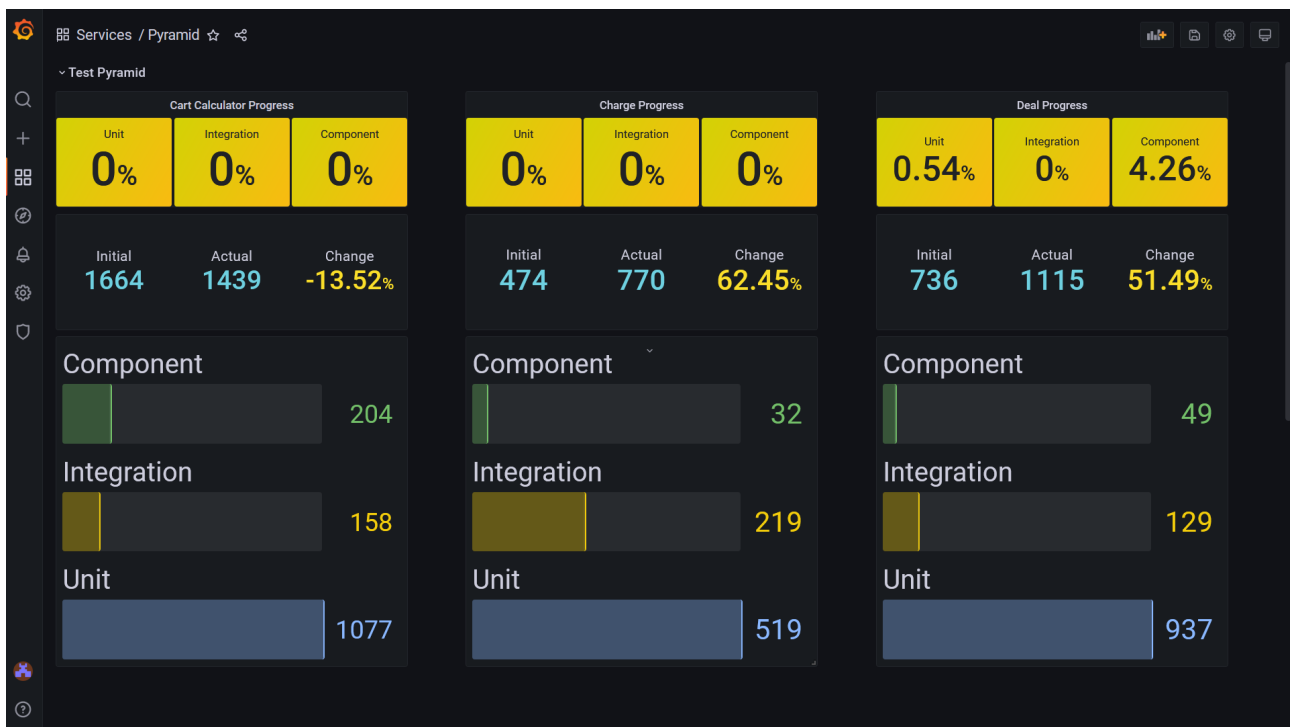 Services / Pyramid
Test Pyramid
Cart Calculator Progress
Unit Integration Component
0% 0% 0%
Initial Actual Change
1664 1439 -13.52%
Component
204
Integration
158
Unit
1077
Charge Progress
Unit Integration Component
0% 0% 0%
Initial Actual Change
474 770 62.45%
Component
32
Integration
219
Unit
519
Deal Progress
Unit Integration Component
0.54% 0% 4.26%
Initial Actual Change
736 1115 51.49%
Component
49
Integration
129
Unit
937